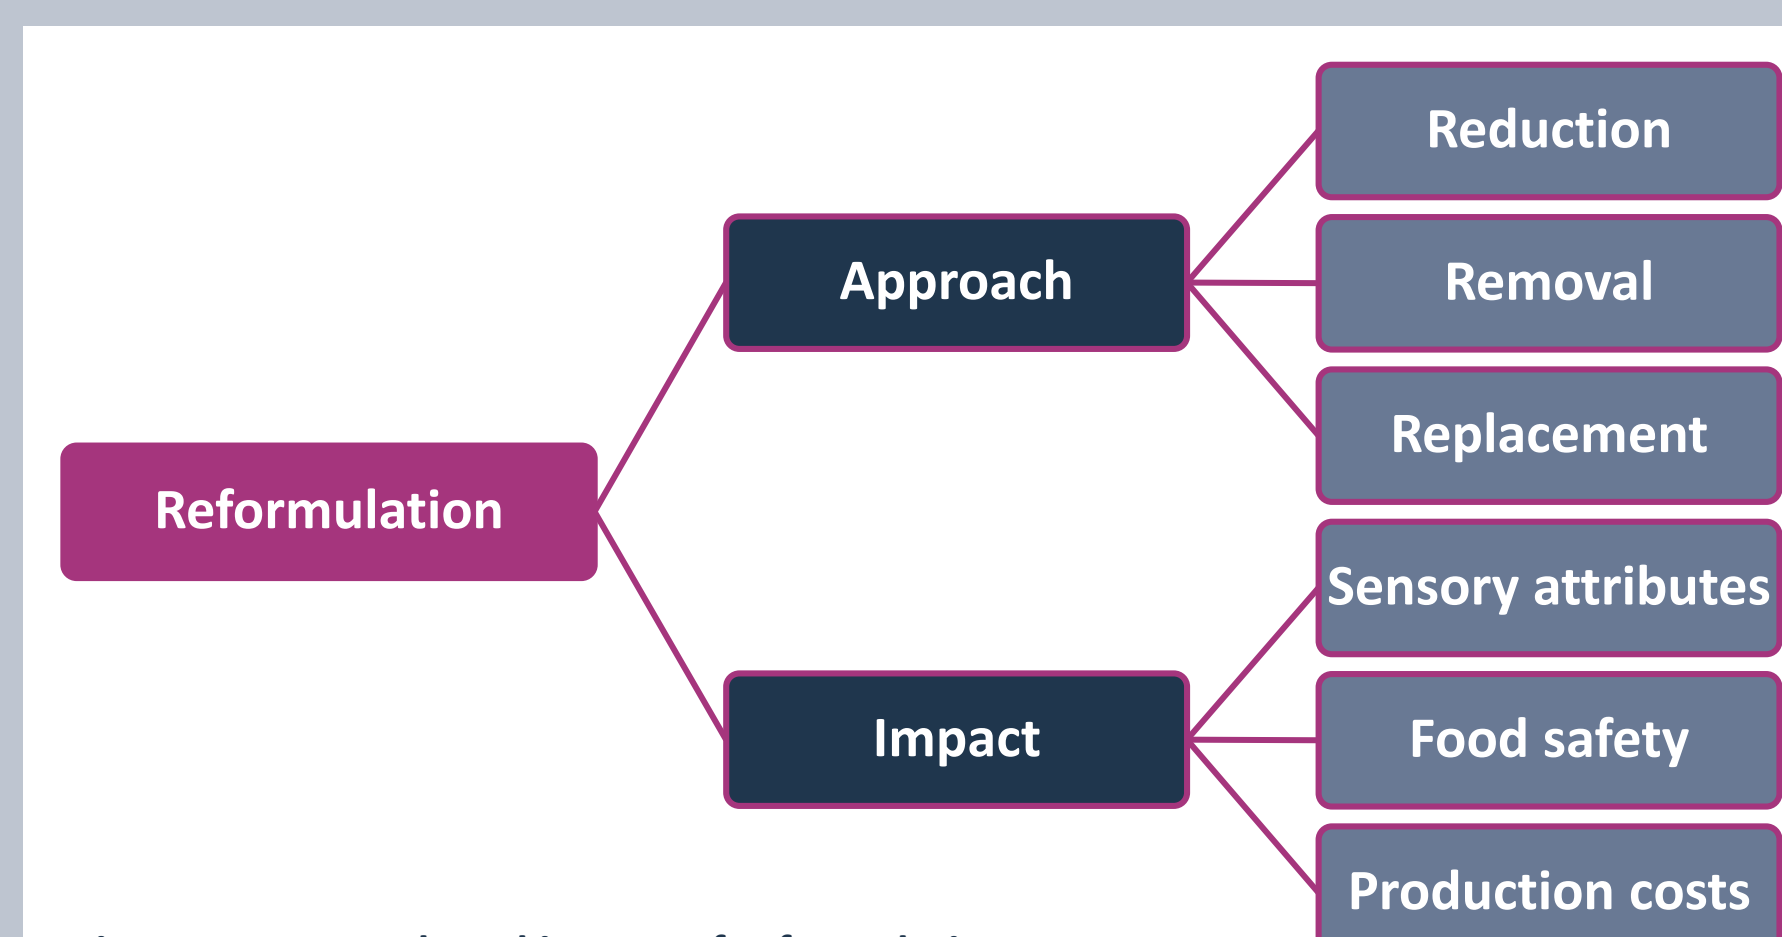 Reformulation
Approach
Reduction
Removal
Replacement
Impact
Sensory attributes
Food safety
Production costs